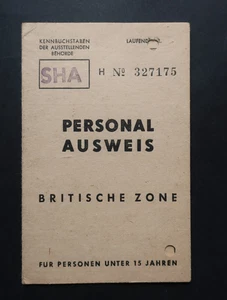 KENNBUCHSTABEN
DER AUSSTELLENDEN
BEHÖRDE
SHA
H Nº 327175
PERSONAL
AUSWEIS
BRITISCHE ZONE
FÜR PERSONEN UNTER 15 JAHREN